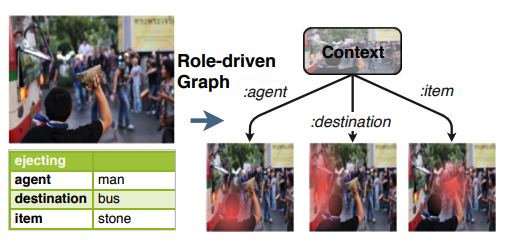 Role-driven
Graph
Context
:agent
:destination
:item
ejecting
agent man
destination bus
item stone